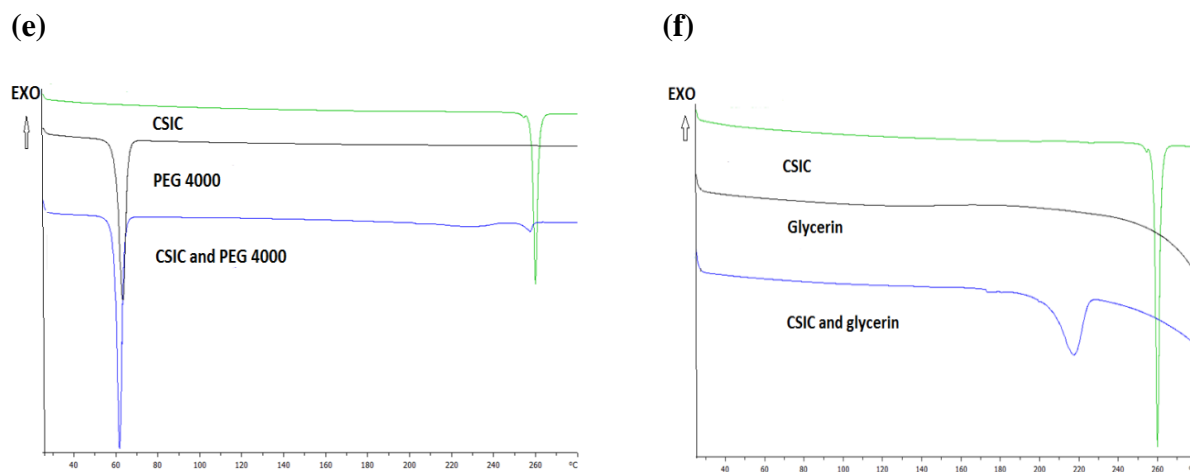 (e)
EXO
CSIC
PEG 4000
CSIC and PEG 4000
40 60 80 100 120 140 160 180 200 220 240 260 ºC
(f)
EXO
CSIC
Glycerin
CSIC and glycerin
40 60 80 100 120 140 160 180 200 220 240 260